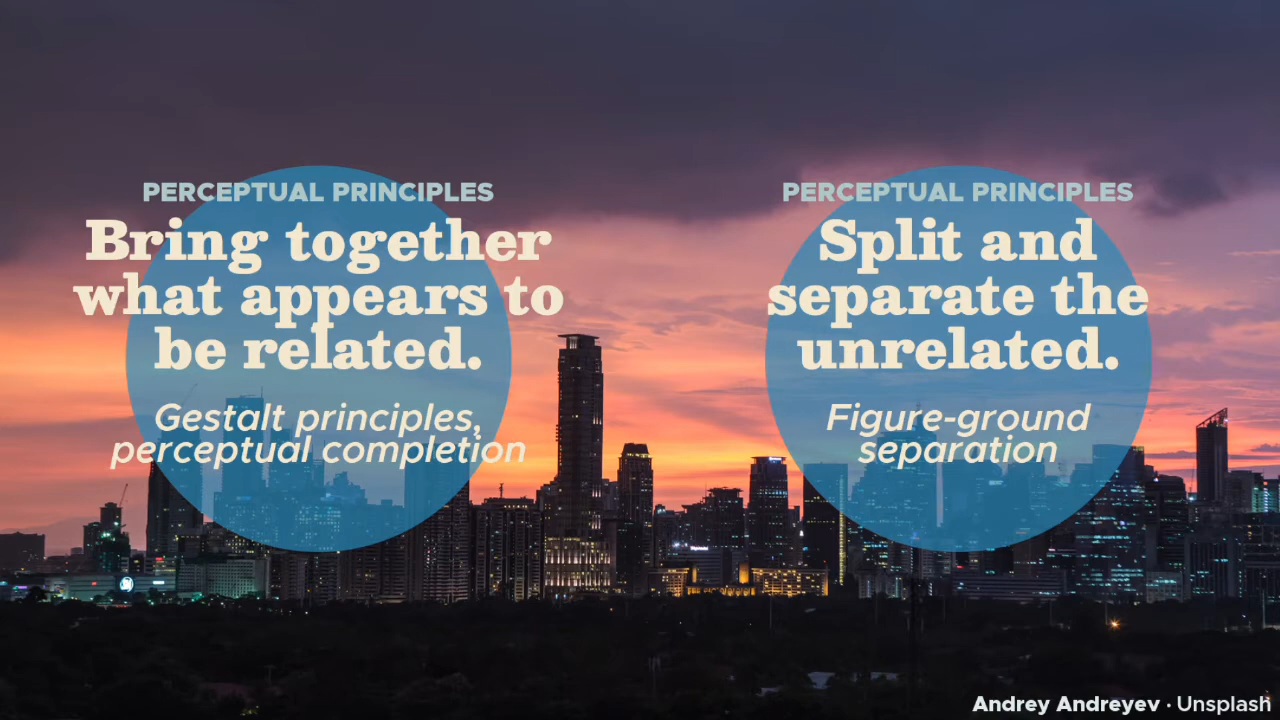 PERCEPTUAL PRINCIPLES
Bring together
what appears to
be related.
Gestalt principles,
perceptual completion
PERCEPTUAL PRINCIPLES
Split and
separate the
unrelated.
Figure-ground
separation
Andrey Andreyev · Unsplash